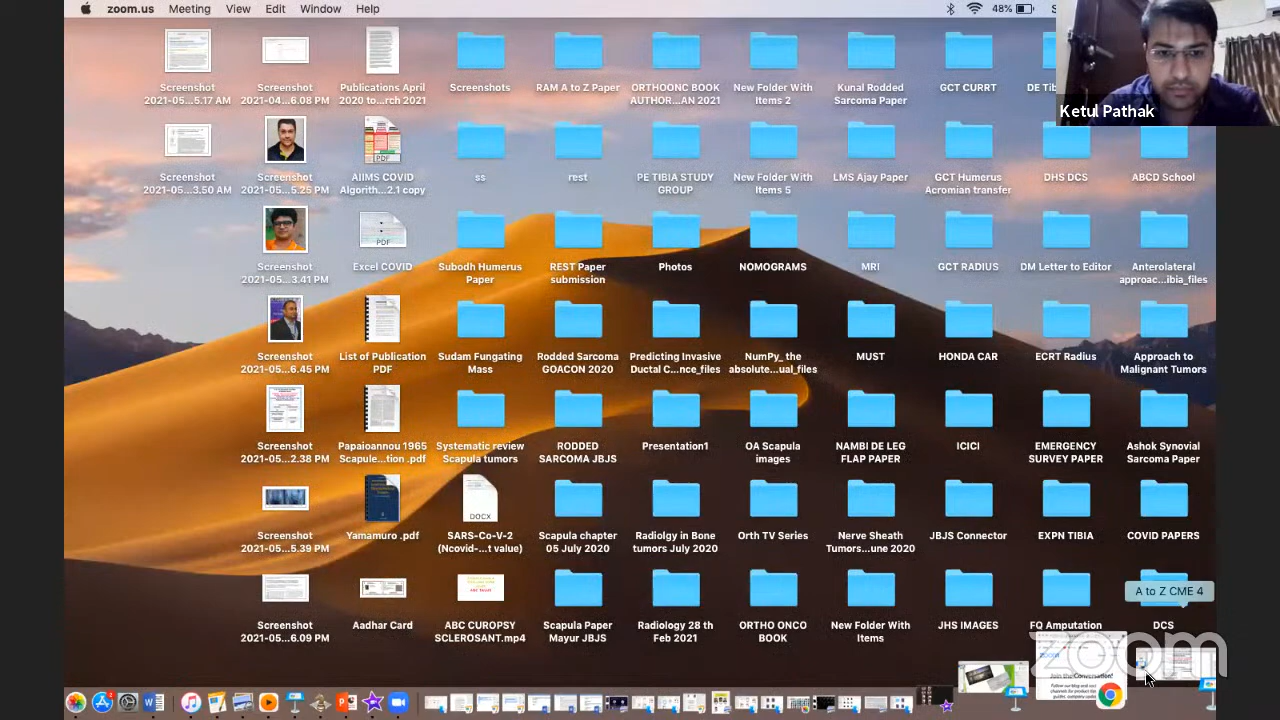 zoom.us Meeting View Edit Window Help
48%
Ketul Pathak
Screenshot
2021-05...5.17 AM
Screenshot
2021-04...6.08 PM
Publications April
2020 to...rch 2021
Screenshots
RAM A to Z Paper
ORTHOONC BOOK
AUTHOR...AN 2021
New Folder With
Items 2
Kunal Rodded
Sarcoma Paper
GCT CURRT
DE Tib
Screenshot
2021-05...3.50 AM
Screenshot
2021-05...5.25 PM
PDF
AIIMS COVID
Algorith...2.1 copy
ss
rest
PE TIBIA STUDY
GROUP
New Folder With
Items 5
LMS Ajay Paper
GCT Humerus
Acromian transfer
DHS DCS
ABCD School
Screenshot
2021-05...3.41 PM
PDF
Excel COVID
Subodh Humerus
Paper
REST Paper
submission
Photos
NOMOGRAMS
MRI
GCT RADIUS
DM Letter to Editor
Anterolateral
approac...ibia_files
Screenshot
2021-05...6.45 PM
List of Publication
PDF
Sudam Fungating
Mass
Rodded Sarcoma
GOACON 2020
Predicting Invasive
Ductal C...nce_files
NumPy_ the
absolute...ual_files
MUST
HONDA CAR
ECRT Radius
Approach to
Malignant Tumors
Screenshot
2021-05...2.38 PM
Papaioannou 1965
Scapule...tion .pdf
Systematic review
Scapula tumors
RODDED
SARCOMA JBJS
Presentation1
OA Scapula
images
NAMBI DE LEG
FLAP PAPER
ICICI
EMERGENCY
SURVEY PAPER
Ashok Synovial
Sarcoma Paper
Screenshot
2021-05...5.39 PM
Yamamuro .pdf
DOCX
SARS-Co-V-2
(Ncovid-...t value)
Scapula chapter
05 July 2020
Radiolgy in Bone
tumors July 2020
Orth TV Series
Nerve Sheath
Tumors...une 2020
JBJS Connector
EXPN TIBIA
COVID PAPERS
Screenshot
2021-05...6.09 PM
Aadhar Card
ABC CUROPSY
SCLEROSANT.mp4
Scapula Paper
Mayur JBJS
Radiology 28 th
Feb 2021
ORTHO ONCO
BOOK
New Folder With
Items
JHS IMAGES
FQ Amputation
A to Z CME 4
DCS
zoom
Join the Conversation!